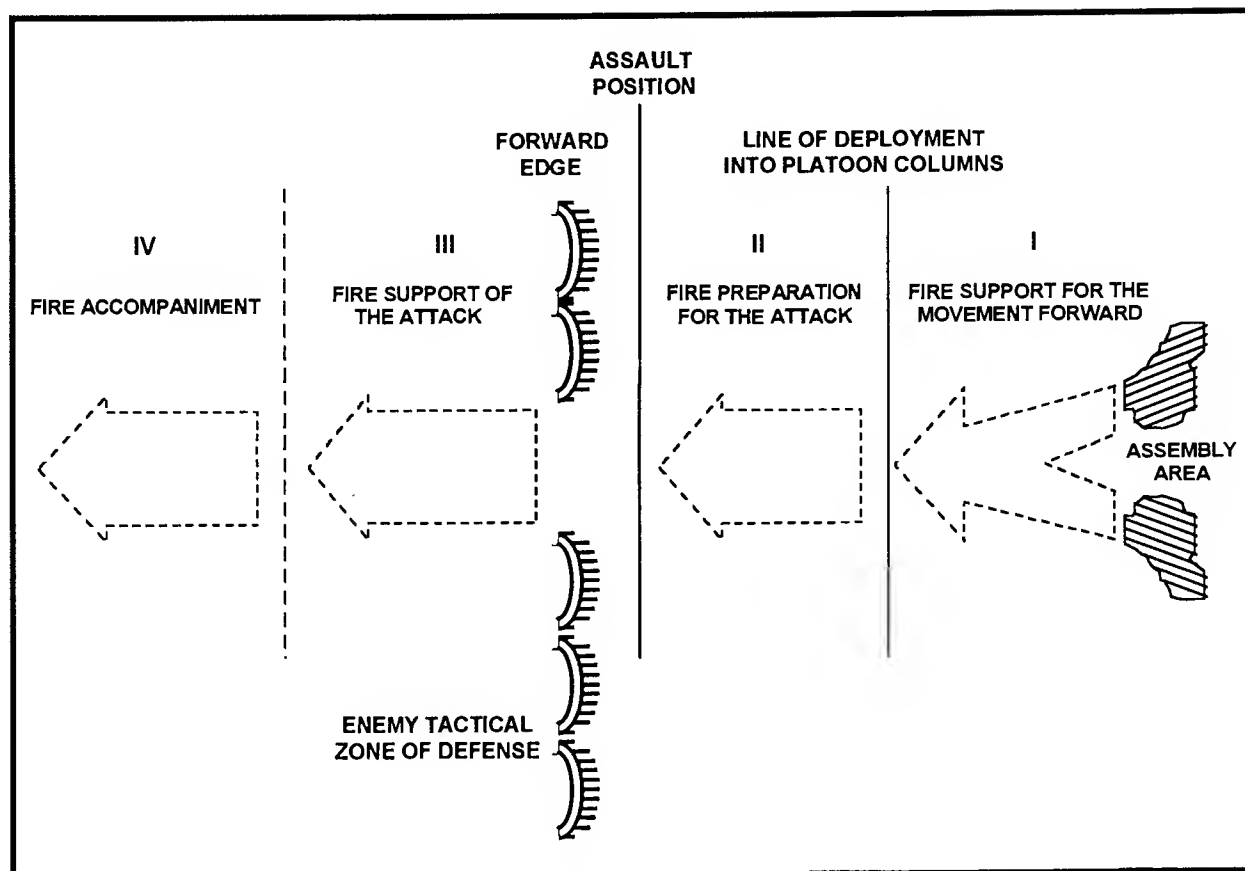 ASSAULT
POSITION
FORWARD
EDGE
LINE OF DEPLOYMENT
INTO PLATOON COLUMNS
IV
FIRE ACCOMPANIMENT
III
FIRE SUPPORT OF
THE ATTACK
II
FIRE PREPARATION
FOR THE ATTACK
I
FIRE SUPPORT FOR THE
MOVEMENT FORWARD
ASSEMBLY
AREA
ENEMY TACTICAL
ZONE OF DEFENSE